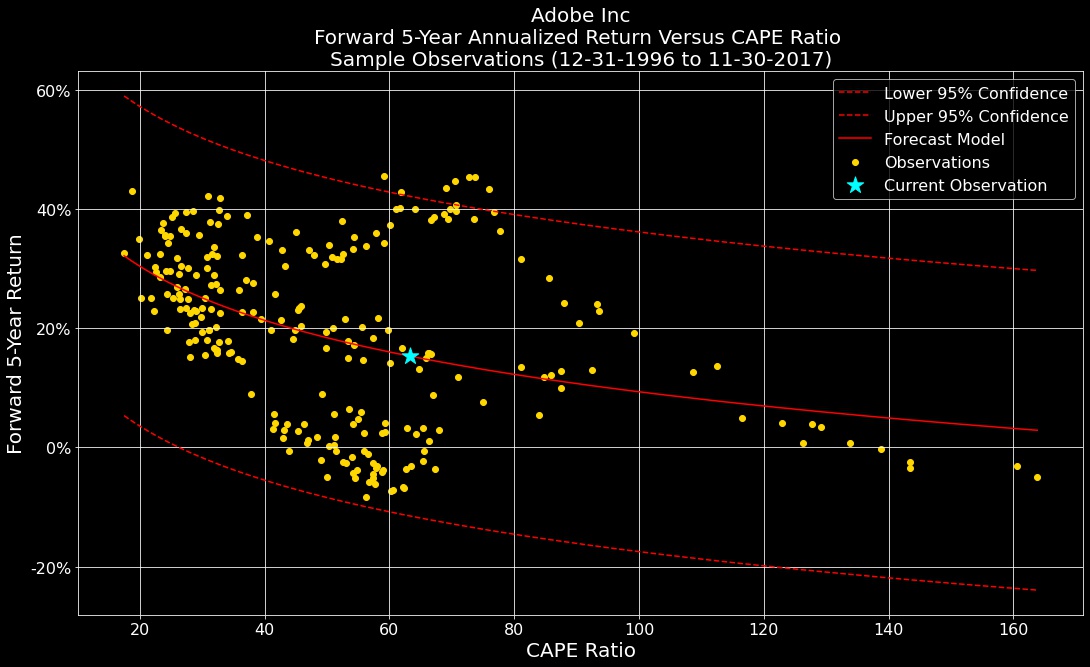 Adobe Inc
Forward 5-Year Annualized Return Versus CAPE Ratio
Sample Observations (12-31-1996 to 11-30-2017)
Lower 95% Confidence
Upper 95% Confidence
Forecast Model
Observations
Current Observation
Forward 5-Year Return
60%
40%
20%
0%
-20%
20 40 60 80 100 120 140 160
CAPE Ratio